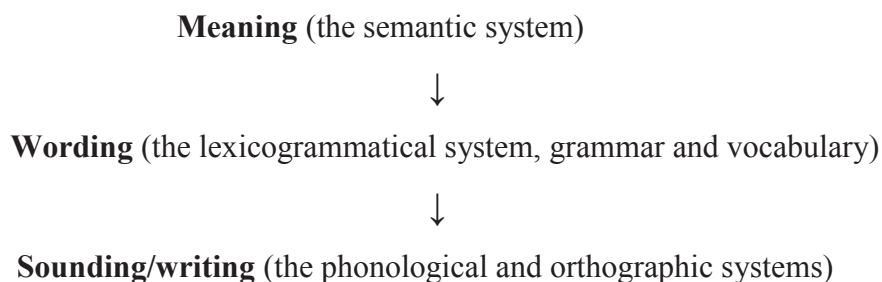 Meaning (the semantic system)
↓
Wording (the lexicogrammatical system, grammar and vocabulary)
↓
Sounding/writing (the phonological and orthographic systems)